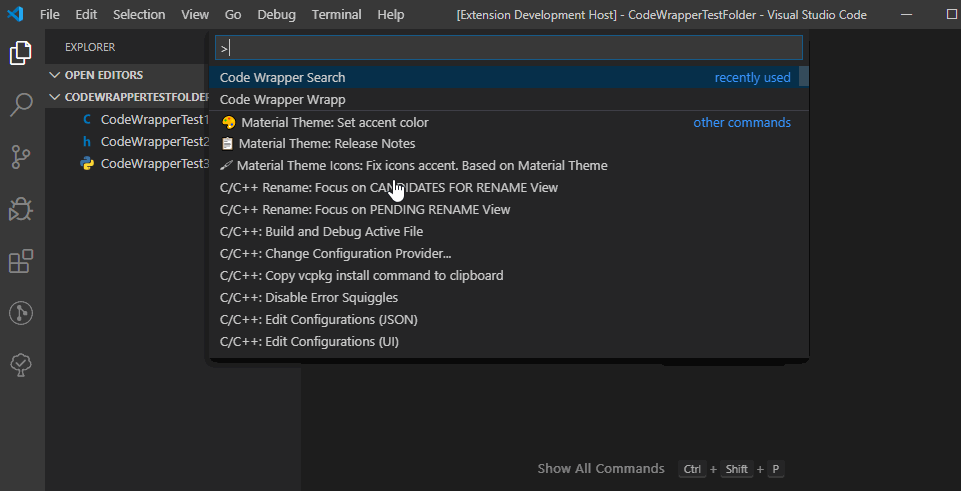 File Edit Selection View Go Debug Terminal Help [Extension Development Host] - CodeWrapperTestFolder - Visual Studio Code
EXPLORER
OPEN EDITORS
CODEWRAPPERTESTFOLDER
C CodeWrapperTest1
h CodeWrapperTest2
CodeWrapperTest3
>
Code Wrapper Search recently used
Code Wrapper Wrapp
Material Theme: Set accent color other commands
Material Theme: Release Notes
Material Theme Icons: Fix icons accent. Based on Material Theme
C/C++ Rename: Focus on CANDIDATES FOR RENAME View
C/C++ Rename: Focus on PENDING RENAME View
C/C++: Build and Debug Active File
C/C++: Change Configuration Provider...
C/C++: Copy vcpkg install command to clipboard
C/C++: Disable Error Squiggles
C/C++: Edit Configurations (JSON)
C/C++: Edit Configurations (UI)
Show All Commands Ctrl + Shift + P